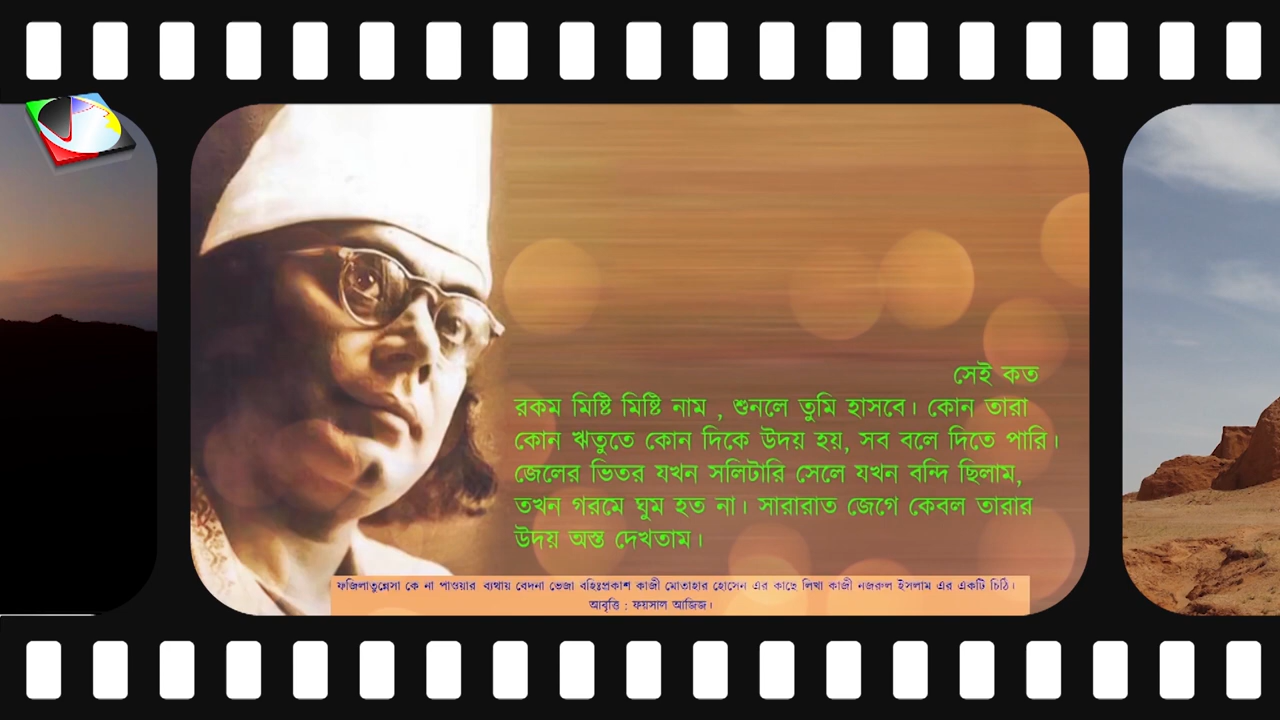 সেই কত
রকম মিষ্টি মিষ্টি নাম , শুনলে তুমি হাসবে। কোন তারা
কোন ঋতুতে কোন দিকে উদয় হয়, সব বলে দিতে পারি।
জেলের ভিতর যখন সলিটারি সেলে যখন বন্দি ছিলাম,
তখন গরমে ঘুম হত না। সারারাত জেগে কেবল তারার
উদয় অস্ত দেখতাম।
ফজিলাতুন্নেসা কে না পাওয়ার ব্যথায় বেদনা ভেজা বহিঃপ্রকাশ কাজী মোতাহার হোসেন এর কাছে লিখা কাজী নজরুল ইসলাম এর একটি চিঠি।
আবৃত্তি : ফয়সাল আজিজ।